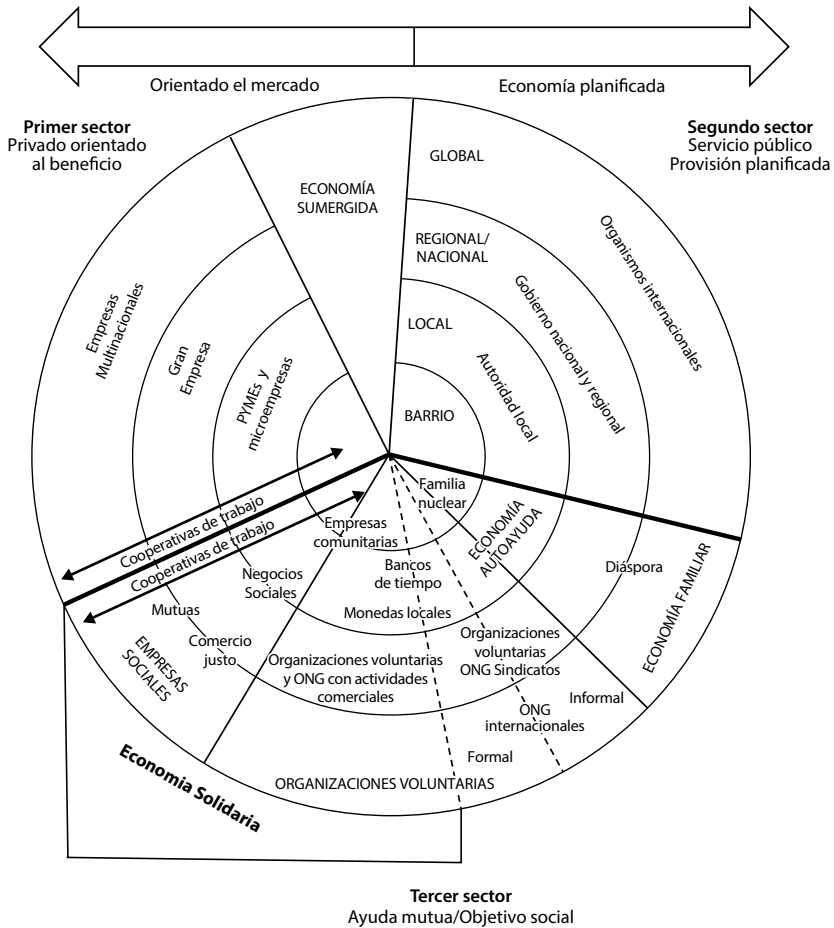 Orientado el mercado
Economía planificada
Primer sector
Privado orientado
al beneficio
Segundo sector
Servicio público
Provisión planificada
ECONOMÍA
SUMERGIDA
GLOBAL
REGIONAL/
NACIONAL
LOCAL
BARRIO
Organismos internacionales
Gobierno nacional y regional
Autoridad local
Empresas
Multinacionales
Gran
Empresa
PYMEs y
microempresas
Cooperativas de trabajo
Cooperativas de trabajo
Familia
nuclear
ECONOMÍA
AUTOAYUDA
Diáspora
ECONOMÍA FAMILIAR
Empresas
comunitarias
Bancos
de tiempo
Monedas locales
Negocios
Sociales
Mutuas
Comercio
justo
EMPRESAS
SOCIALES
Organizaciones voluntarias
y ONG con actividades
comerciales
Organizaciones
voluntarias
ONG Sindicatos
Informal
ONG
internacionales
Formal
ORGANIZACIONES VOLUNTARIAS
Economia Solidaria
Tercer sector
Ayuda mutua/Objetivo social